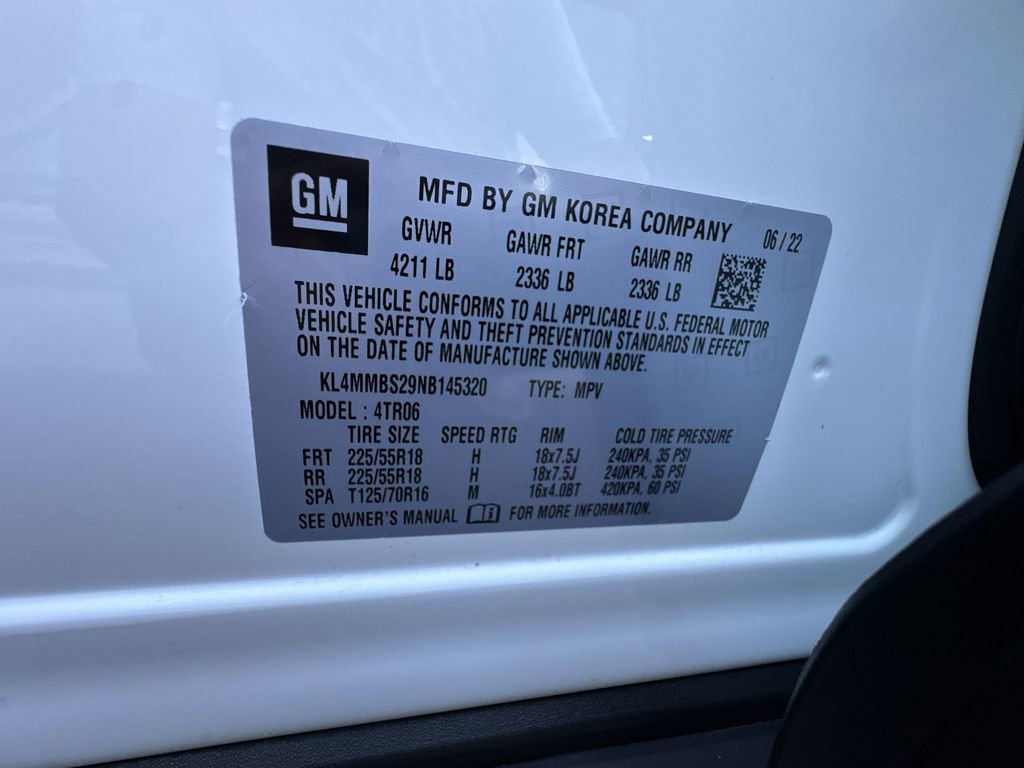 GM
MFD BY GM KOREA COMPANY 06 / 22
GVWR GAWR FRT GAWR RR
4211 LB 2336 LB 2336 LB
THIS VEHICLE CONFORMS TO ALL APPLICABLE U.S. FEDERAL MOTOR
VEHICLE SAFETY AND THEFT PREVENTION STANDARDS IN EFFECT
ON THE DATE OF MANUFACTURE SHOWN ABOVE.
KL4MMBS29NB145320 TYPE: MPV
MODEL : 4TR06
TIRE SIZE SPEED RTG RIM COLD TIRE PRESSURE
FRT 225/55R18 H 18x7.5J 240KPA, 35 PSI
RR 225/55R18 H 18x7.5J 240KPA, 35 PSI
SPA T125/70R16 M 16x4.0BT 420KPA, 60 PSI
SEE OWNER'S MANUAL FOR MORE INFORMATION.